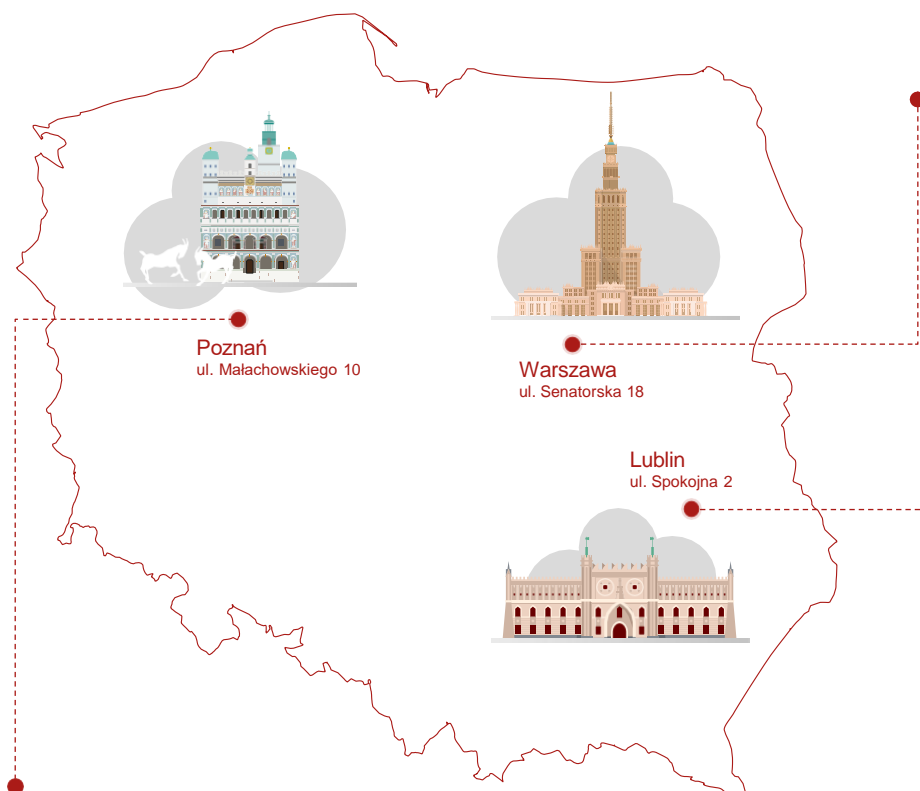 Poznań
ul. Małachowskiego 10
Warszawa
ul. Senatorska 18
Lublin
ul. Spokojna 2